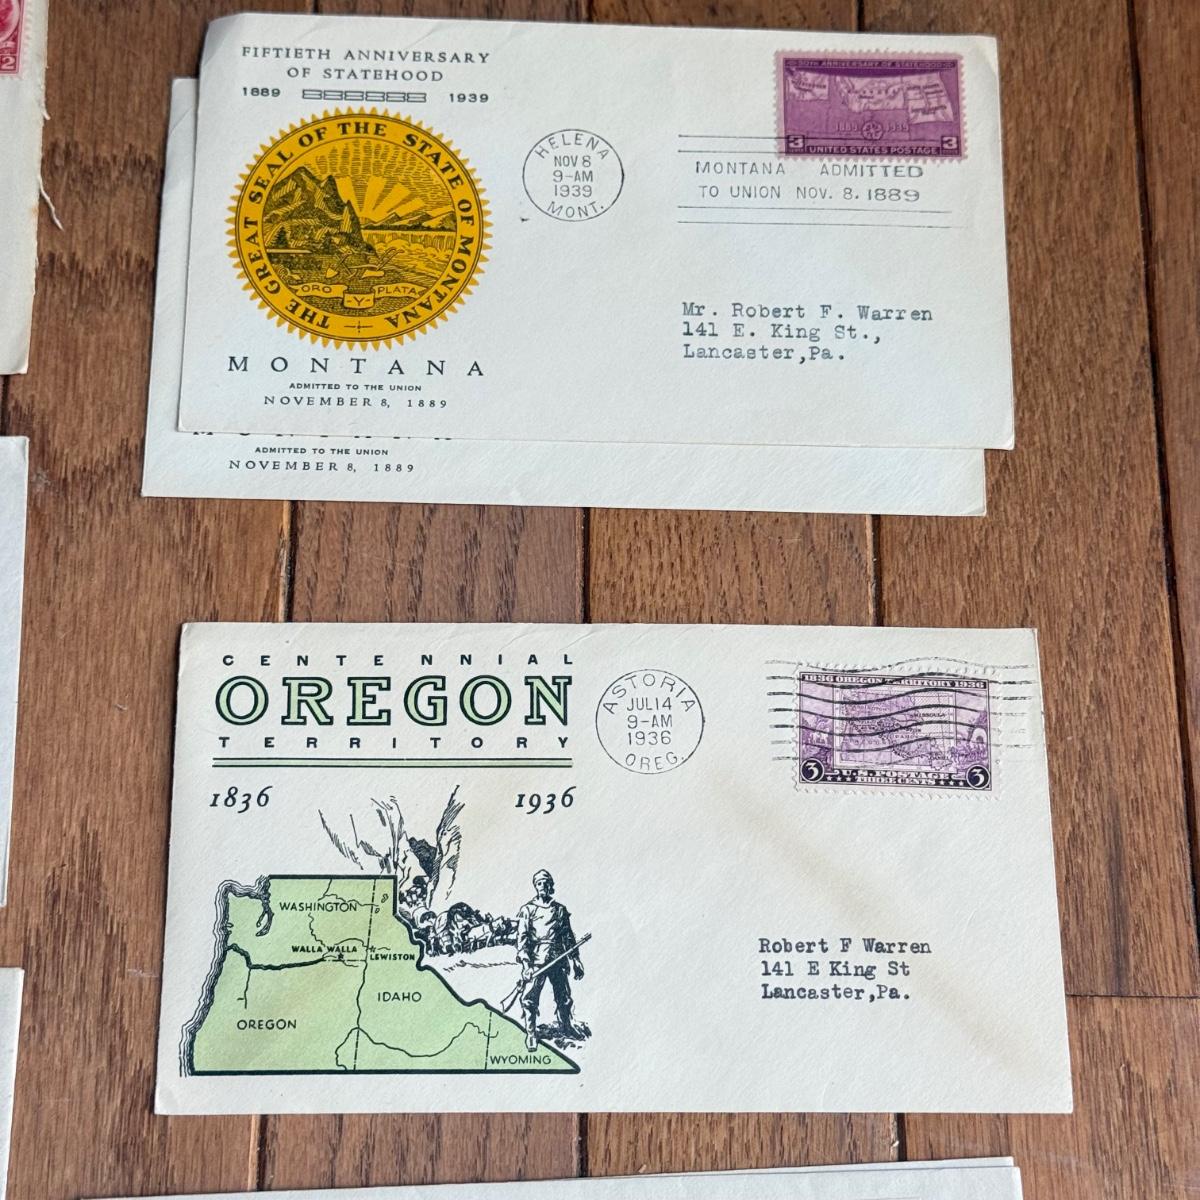 2
FIFTIETH ANNIVERSARY
OF STATEHOOD
1889 1939
THE GREAT SEAL OF THE STATE OF MONTANA
ORO Y PLATA
MONTANA
ADMITTED TO THE UNION
NOVEMBER 8, 1889
HELENA
NOV 8
9-AM
1939
MONT.
50TH ANNIVERSARY OF STATEHOOD
1889 1939
3 3
UNITED STATES POSTAGE
MONTANA ADMITTED
TO UNION NOV. 8, 1889
Mr. Robert F. Warren
141 E. King St.,
Lancaster,Pa.
MONTANA
ADMITTED TO THE UNION
NOVEMBER 8, 1889
CENTENNIAL
OREGON
TERRITORY
1836 1936
WASHINGTON
WALLA WALLA
LEWISTON
IDAHO
OREGON
WYOMING
ASTORIA
JUL 14
9-AM
1936
OREG.
1836 OREGON TERRITORY 1936
3 U.S. POSTAGE 3
THREE CENTS
Robert F Warren
141 E King St
Lancaster,Pa.